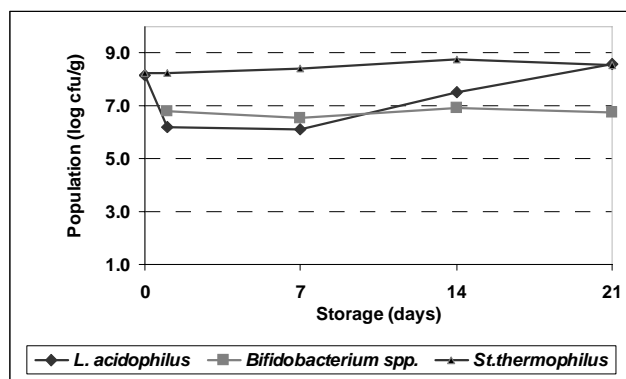 9.0
7.0
5.0
3.0
1.0
Population (log cfu/g)
0 7 14 21
Storage (days)
L. acidophilus Bifidobacterium spp. St.thermophilus